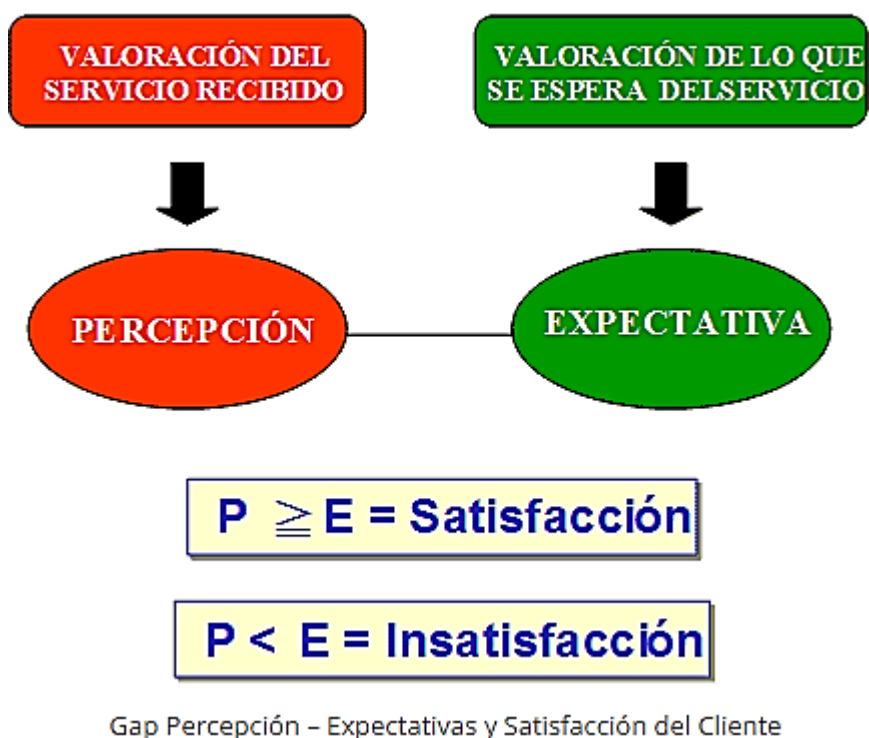 VALORACIÓN DEL
SERVICIO RECIBIDO
VALORACIÓN DE LO QUE
SE ESPERA DELSERVICIO
PERCEPCIÓN
EXPECTATIVA
P ≧ E = Satisfacción
P < E = Insatisfacción
Gap Percepción – Expectativas y Satisfacción del Cliente